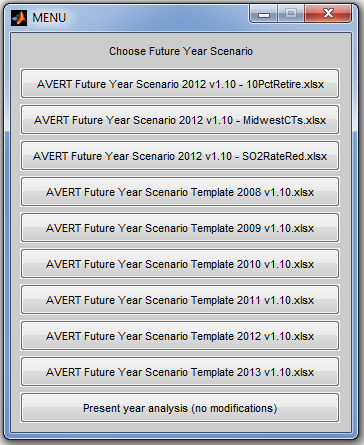 MENU
Choose Future Year Scenario
AVERT Future Year Scenario 2012 v1.10 - 10PctRetire.xlsx
AVERT Future Year Scenario 2012 v1.10 - MidwestCTs.xlsx
AVERT Future Year Scenario 2012 v1.10 - SO2RateRed.xlsx
AVERT Future Year Scenario Template 2008 v1.10.xlsx
AVERT Future Year Scenario Template 2009 v1.10.xlsx
AVERT Future Year Scenario Template 2010 v1.10.xlsx
AVERT Future Year Scenario Template 2011 v1.10.xlsx
AVERT Future Year Scenario Template 2012 v1.10.xlsx
AVERT Future Year Scenario Template 2013 v1.10.xlsx
Present year analysis (no modifications)